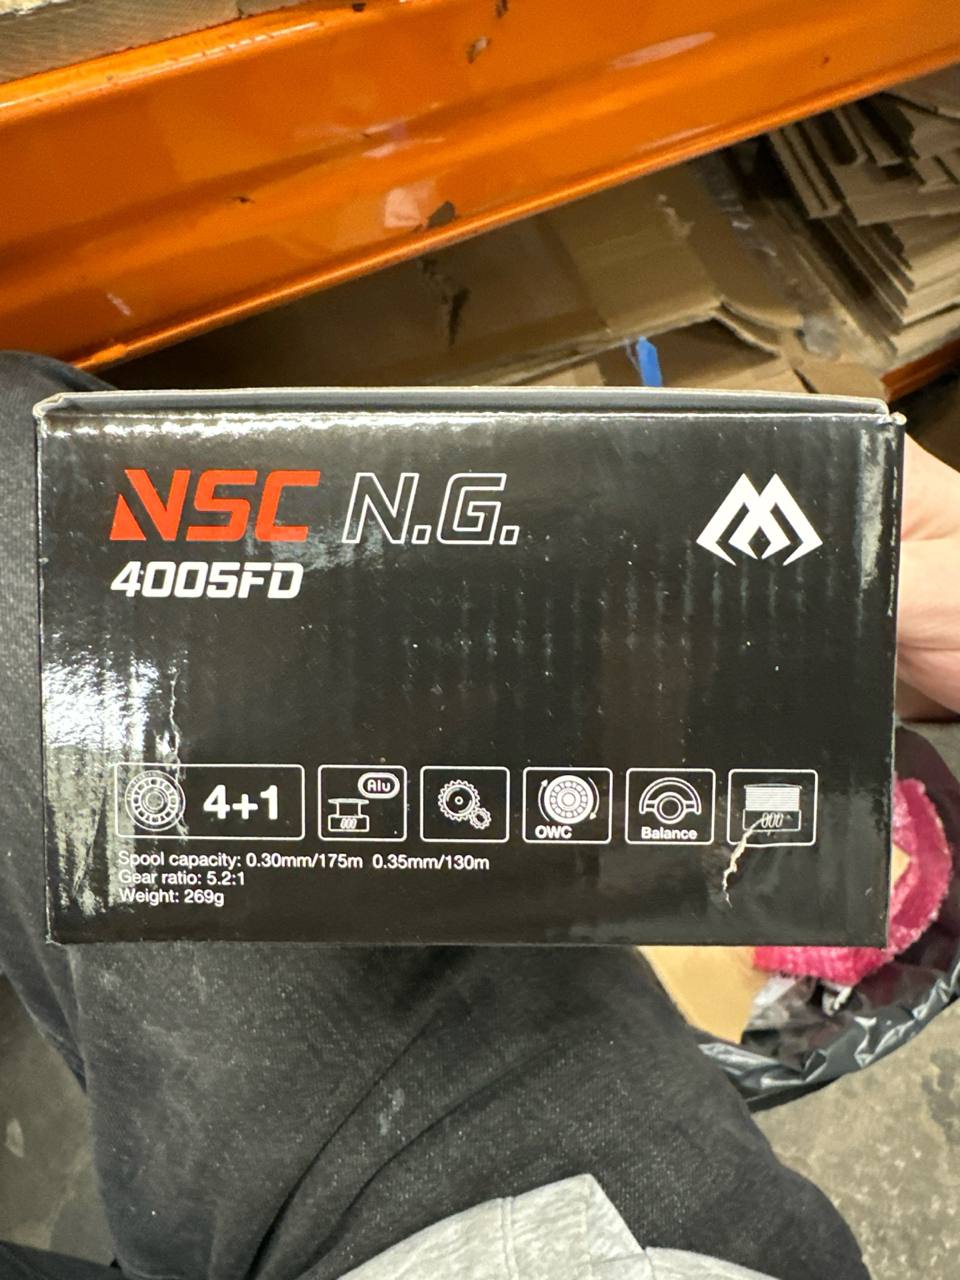 NSC N.G.
4005FD
4+1
Alu
OWC
Balance
Spool capacity: 0.30mm/175m 0.35mm/130m
Gear ratio: 5.2:1
Weight: 269g